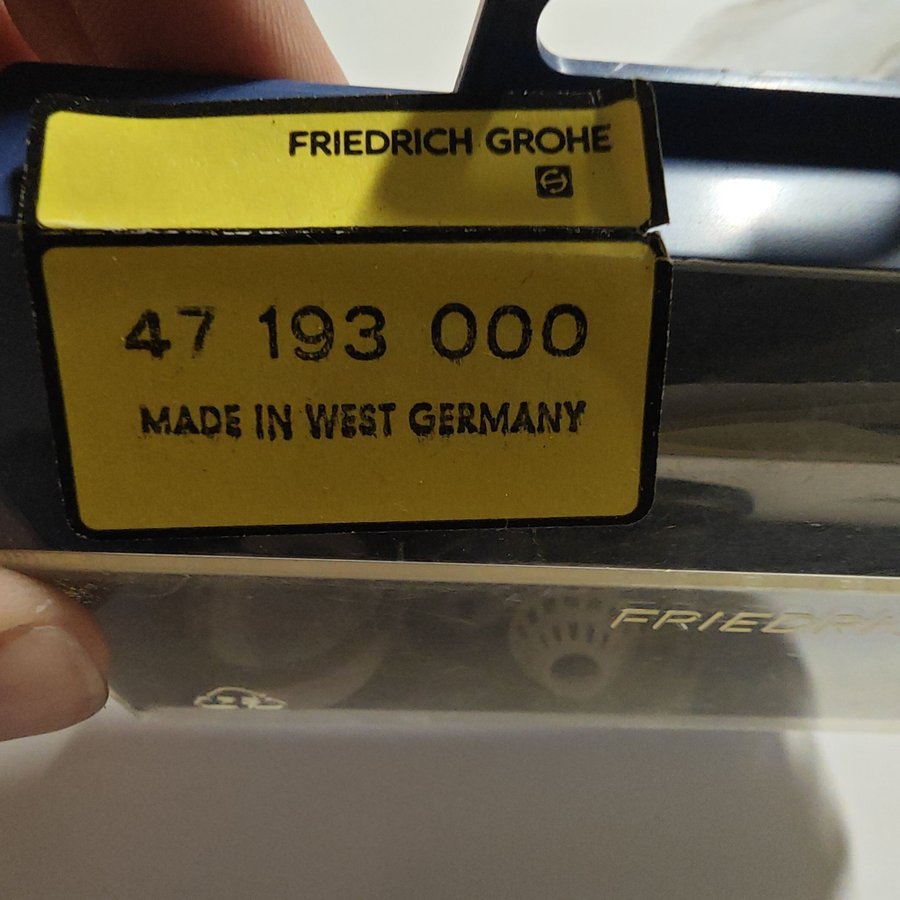 FRIEDRICH GROHE
47 193 000
MADE IN WEST GERMANY